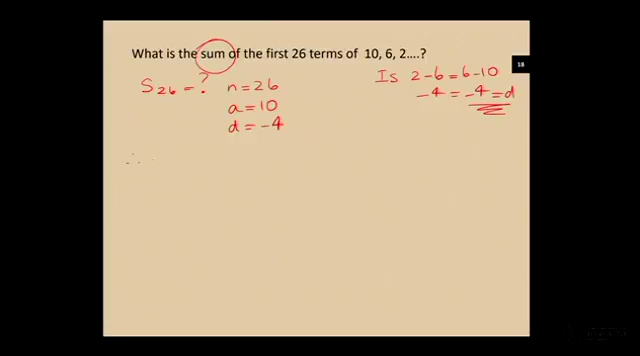 What is the sum of the first 26 terms of 10, 6, 2....?
18
S₂₆ = ? n = 26
a = 10
d = -4
Is 2 - 6 = 6 - 10
-4 = -4 = d
∴